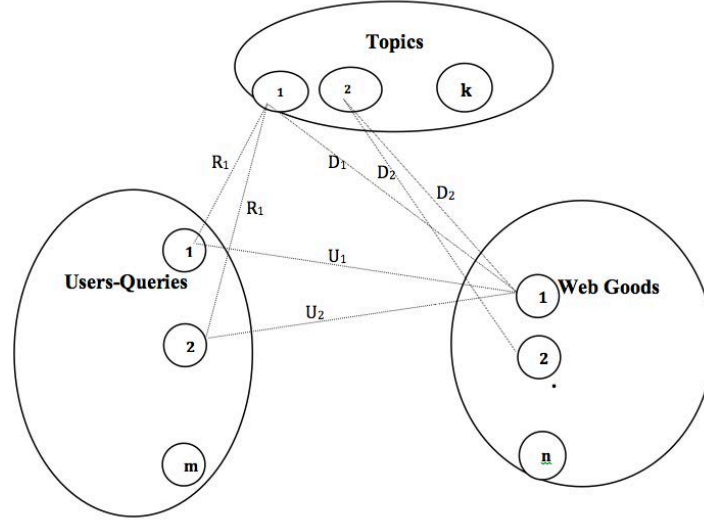 Topics
1
2
k
R₁
D₁
D₂
D₂
R₁
1
Users-Queries
U₁
1
Web Goods
U₂
2
2
m
n